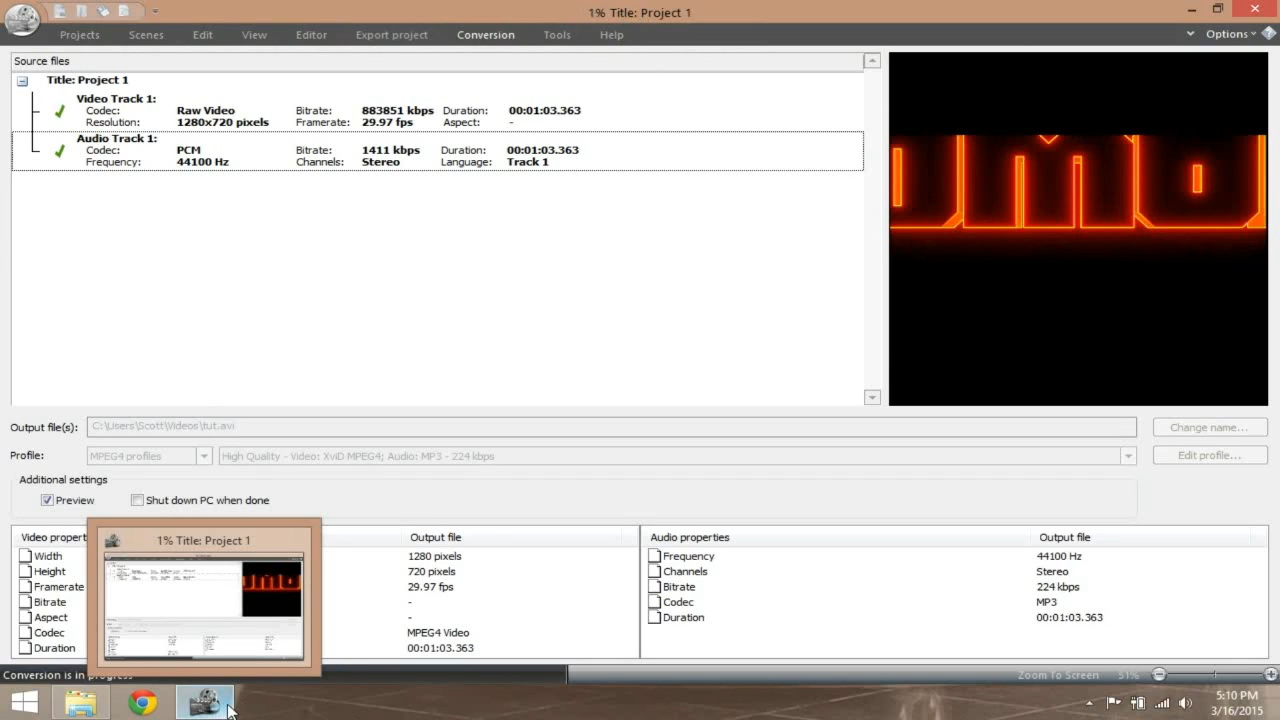 1% Title: Project 1
Projects Scenes Edit View Editor Export project Conversion Tools Help Options
Source files
Title: Project 1
Video Track 1:
Codec: Raw Video Bitrate: 883851 kbps Duration: 00:01:03.363
Resolution: 1280x720 pixels Framerate: 29.97 fps Aspect: -
Audio Track 1:
Codec: PCM Bitrate: 1411 kbps Duration: 00:01:03.363
Frequency: 44100 Hz Channels: Stereo Language: Track 1
Output file(s): C:\Users\Scott\Videos\tut.avi Change name...
Profile: MPEG4 profiles High Quality - Video: XviD MPEG4; Audio: MP3 - 224 kbps Edit profile...
Additional settings
Preview Shut down PC when done
Video propert Output file Audio properties Output file
1% Title: Project 1
Width 1280 pixels Frequency 44100 Hz
Height 720 pixels Channels Stereo
Framerate 29.97 fps Bitrate 224 kbps
Bitrate - Codec MP3
Aspect - Duration 00:01:03.363
Codec MPEG4 Video
Duration 00:01:03.363
Conversion is in progress Zoom To Screen 51%
5:10 PM
3/16/2015